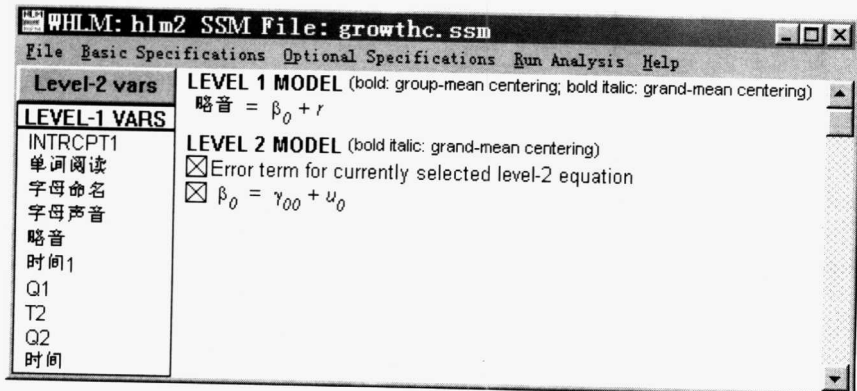 WHLM: hlm2 SSM File: growthc.ssm
File Basic Specifications Optional Specifications Run Analysis Help
Level-2 vars
LEVEL-1 VARS
INTRCPT1
单词阅读
字母命名
字母声音
略音
时间1
Q1
T2
Q2
时间
LEVEL 1 MODEL (bold: group-mean centering; bold italic: grand-mean centering)
略音 = β₀ + r
LEVEL 2 MODEL (bold italic: grand-mean centering)
Error term for currently selected level-2 equation
β₀ = γ₀₀ + u₀